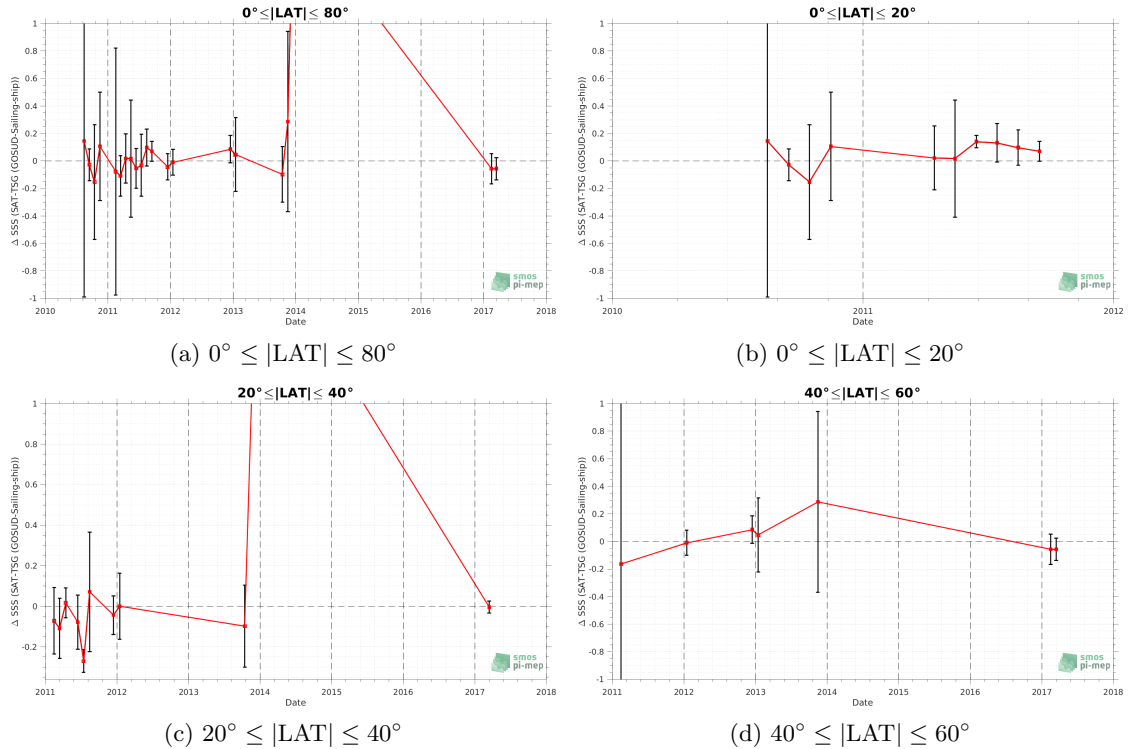 0°≤|LAT|≤ 80°
Δ SSS (SAT-TSG (GOSUD-Sailing-ship))
1
0.8
0.6
0.4
0.2
0
-0.2
-0.4
-0.6
-0.8
-1
2010 2011 2012 2013 2014 2015 2016 2017 2018
Date
smos
pi-mep
(a) 0° ≤ |LAT| ≤ 80°
0°≤|LAT|≤ 20°
Δ SSS (SAT-TSG (GOSUD-Sailing-ship))
1
0.8
0.6
0.4
0.2
0
-0.2
-0.4
-0.6
-0.8
-1
2010 2011 2012
Date
smos
pi-mep
(b) 0° ≤ |LAT| ≤ 20°
20°≤|LAT|≤ 40°
Δ SSS (SAT-TSG (GOSUD-Sailing-ship))
1
0.8
0.6
0.4
0.2
0
-0.2
2011 2012 2013 2014 2015 2016 2017 2018
Date
smos
pi-mep
(c) 20° ≤ |LAT| ≤ 40°
40°≤|LAT|≤ 60°
Δ SSS (SAT-TSG (GOSUD-Sailing-ship))
1
0.8
0.6
0.4
0.2
0
-0.2
-0.4
-0.6
-0.8
-1
2011 2012 2013 2014 2015 2016 2017 2018
Date
smos
pi-mep
(d) 40° ≤ |LAT| ≤ 60°